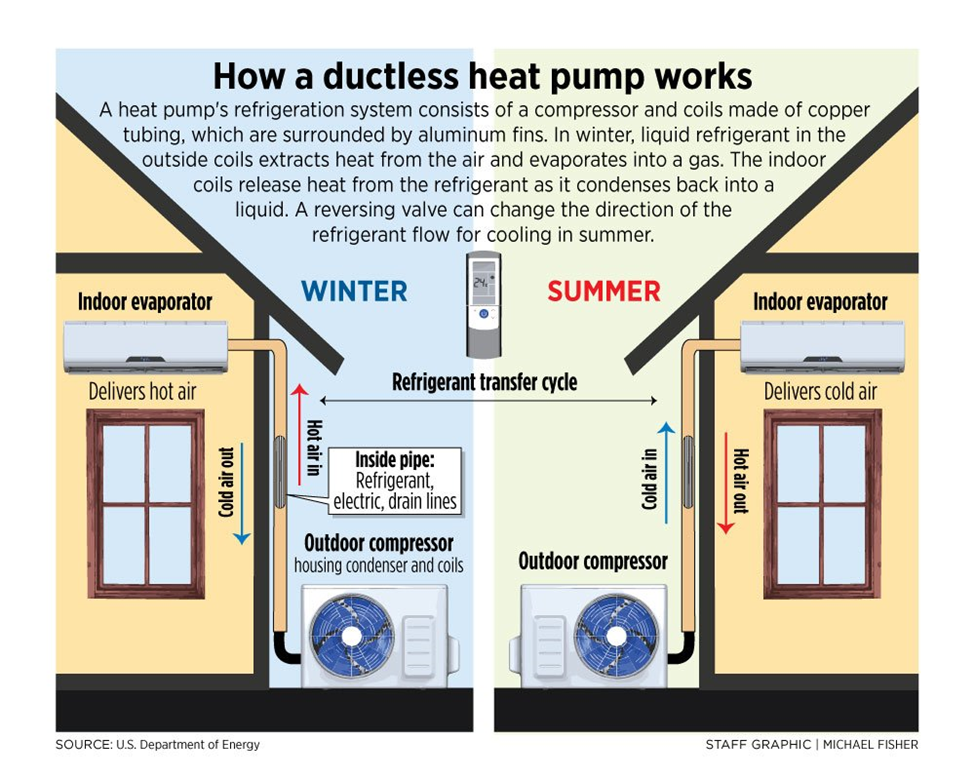 How a ductless heat pump works
A heat pump's refrigeration system consists of a compressor and coils made of copper
tubing, which are surrounded by aluminum fins. In winter, liquid refrigerant in the
outside coils extracts heat from the air and evaporates into a gas. The indoor
coils release heat from the refrigerant as it condenses back into a
liquid. A reversing valve can change the direction of the
refrigerant flow for cooling in summer.
WINTER
SUMMER
24
Indoor evaporator
Indoor evaporator
Delivers hot air
Refrigerant transfer cycle
Delivers cold air
Cold air out
Hot air in
Inside pipe:
Refrigerant,
electric, drain lines
Cold air in
Hot air out
Outdoor compressor
housing condenser and coils
Outdoor compressor
SOURCE: U.S. Department of Energy
STAFF GRAPHIC | MICHAEL FISHER